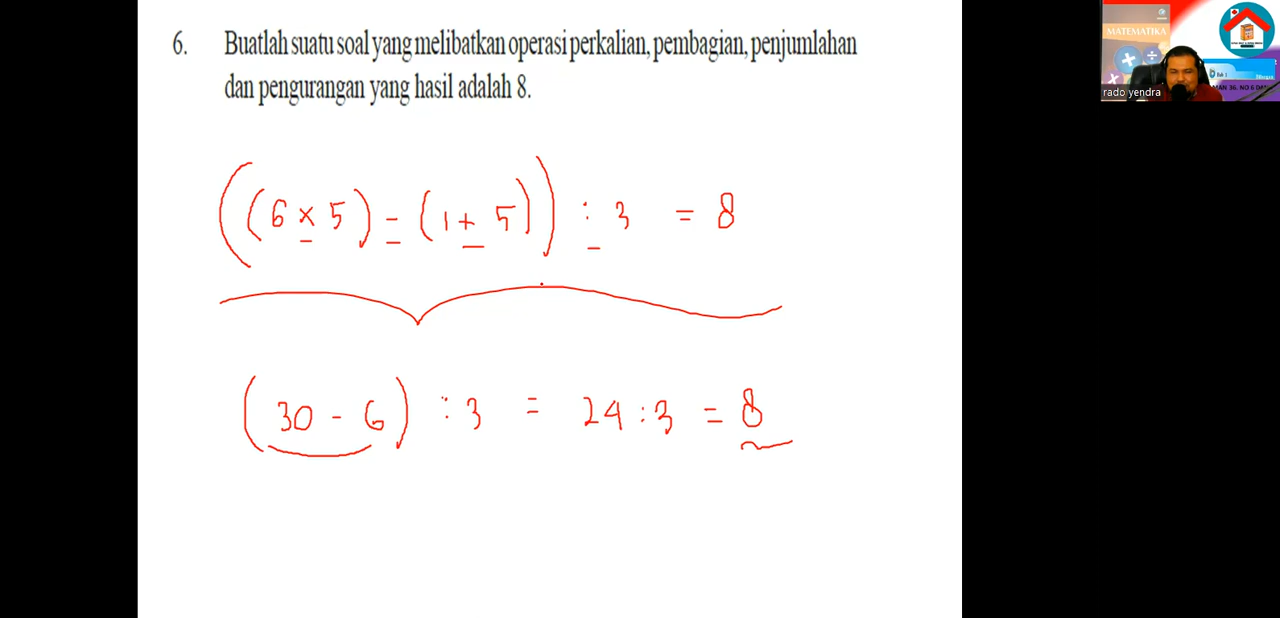 6. Buatlah suatu soal yang melibatkan operasi perkalian, pembagian, penjumlahan
dan pengurangan yang hasil adalah 8.
((6 × 5) - (1 + 5)) : 3 = 8
(30 - 6) : 3 = 24 : 3 = 8
MATEMATIKA
rado yendra